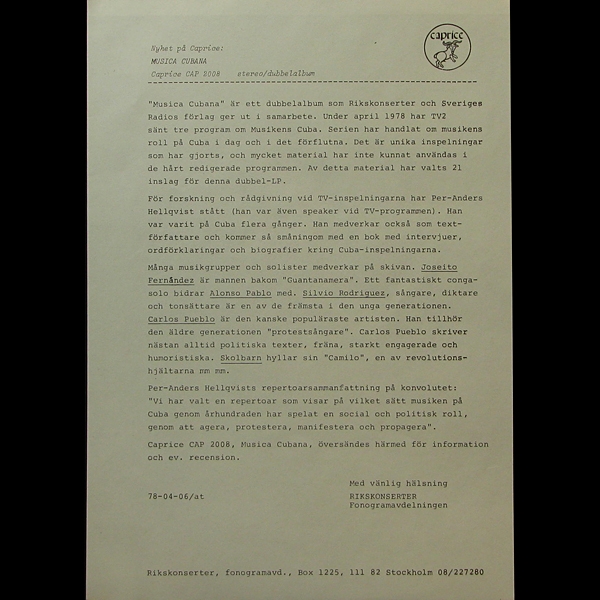 caprice
Nyhet på Caprice:
MUSICA CUBANA
Caprice CAP 2008 stereo/dubbelalbum
"Musica Cubana" är ett dubbelalbum som Rikskonserter och Sveriges
Radios förlag ger ut i samarbete. Under april 1978 har TV2
sänt tre program om Musikens Cuba. Serien har handlat om musikens
roll på Cuba i dag och i det förflutna. Det är unika inspelningar
som har gjorts, och mycket material har inte kunnat användas i
de hårt redigerade programmen. Av detta material har valts 21
inslag för denna dubbel-LP.
För forskning och rådgivning vid TV-inspelningarna har Per-Anders
Hellqvist stått (han var även speaker vid TV-programmen). Han
var varit på Cuba flera gånger. Han medverkar också som text-
författare och kommer så småningom med en bok med intervjuer,
ordförklaringar och biografier kring Cuba-inspelningarna.
Många musikgrupper och solister medverkar på skivan. Joseito
Fernández är mannen bakom "Guantanamera". Ett fantastiskt conga-
solo bidrar Alonso Pablo med. Silvio Rodriguez, sångare, diktare
och tonsättare är en av de främsta i den unga generationen.
Carlos Pueblo är den kanske populäraste artisten. Han tillhör
den äldre generationen "protestsångare". Carlos Pueblo skriver
nästan alltid politiska texter, fräna, starkt engagerade och
humoristiska. Skolbarn hyllar sin "Camilo", en av revolutions-
hjältarna mm mm.
Per-Anders Hellqvists repertoarsammanfattning på konvolutet:
"Vi har valt en repertoar som visar på vilket sätt musiken på
Cuba genom århundraden har spelat en social och politisk roll,
genom att agera, protestera, manifestera och propagera".
Caprice CAP 2008, Musica Cubana, översändes härmed för information
och ev. recension.
Med vänlig hälsning
78-04-06/at RIKSKONSERTER
Fonogramavdelningen
Rikskonserter, fonogramavd., Box 1225, 111 82 Stockholm 08/227280